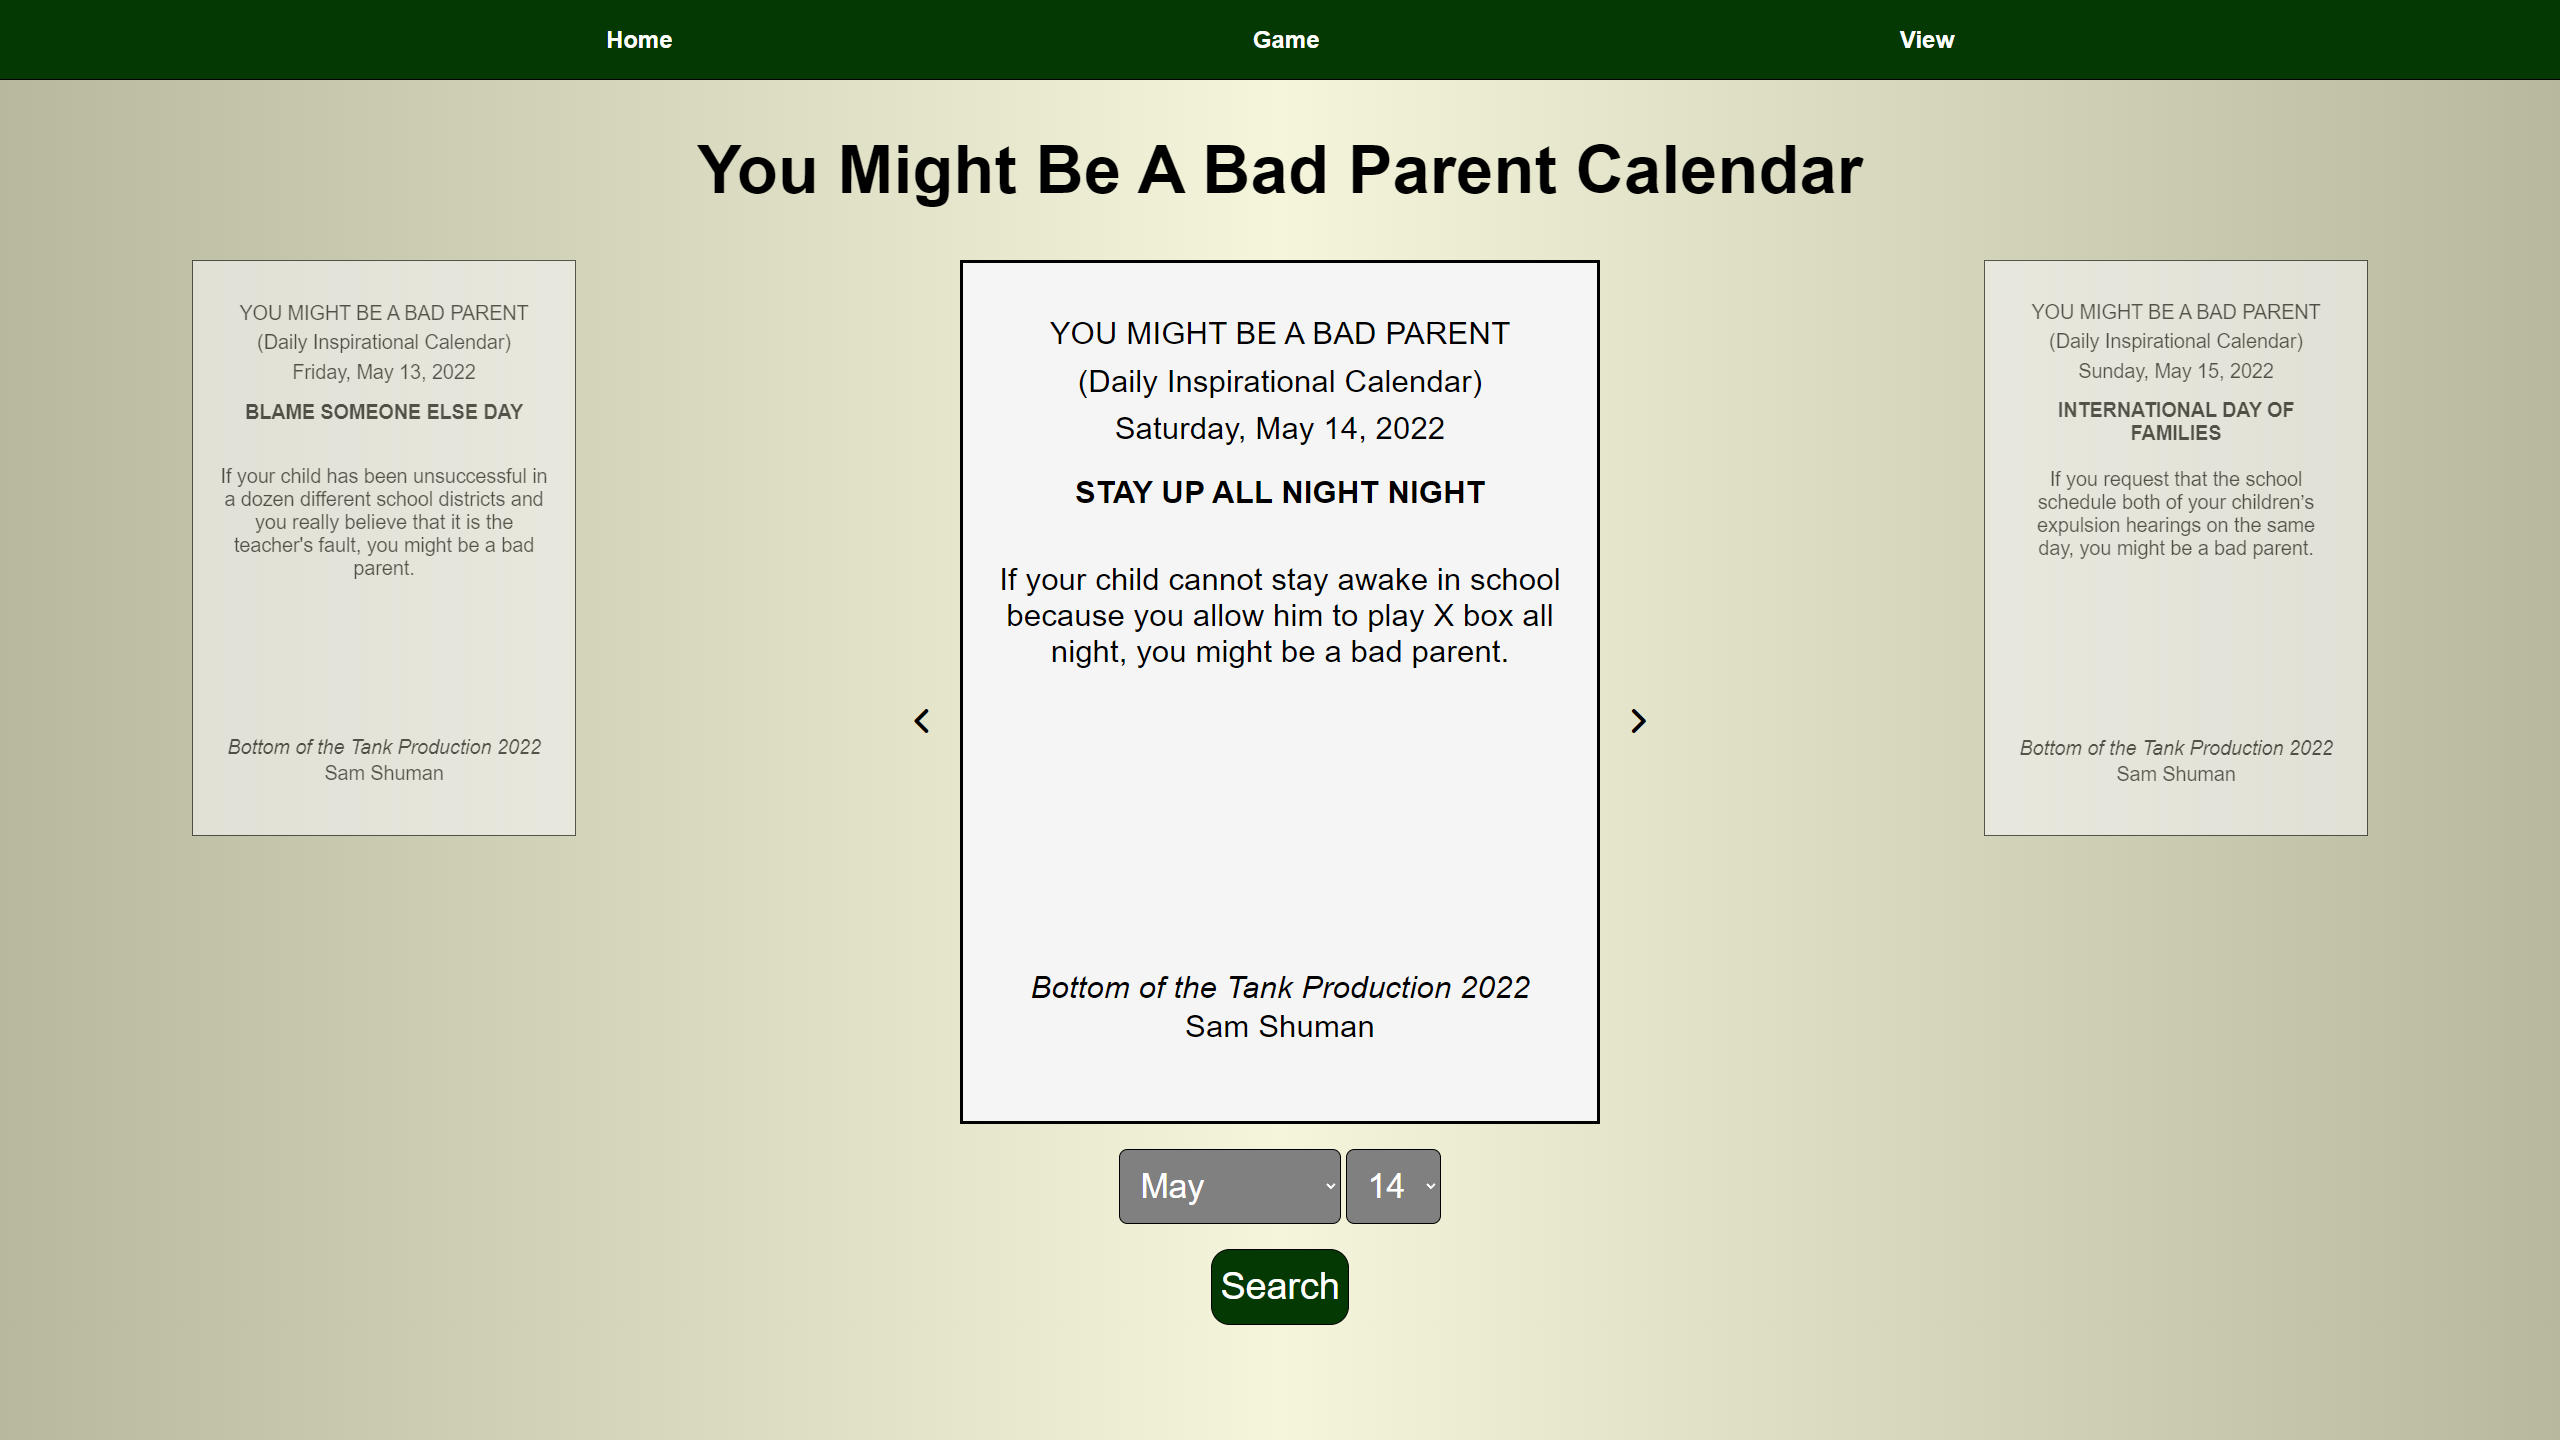 Home
Game
View
You Might Be A Bad Parent Calendar
YOU MIGHT BE A BAD PARENT
(Daily Inspirational Calendar)
Friday, May 13, 2022
BLAME SOMEONE ELSE DAY
If your child has been unsuccessful in
a dozen different school districts and
you really believe that it is the
teacher's fault, you might be a bad
parent.
Bottom of the Tank Production 2022
Sam Shuman
YOU MIGHT BE A BAD PARENT
(Daily Inspirational Calendar)
Saturday, May 14, 2022
STAY UP ALL NIGHT NIGHT
If your child cannot stay awake in school
because you allow him to play X box all
night, you might be a bad parent.
Bottom of the Tank Production 2022
Sam Shuman
YOU MIGHT BE A BAD PARENT
(Daily Inspirational Calendar)
Sunday, May 15, 2022
INTERNATIONAL DAY OF
FAMILIES
If you request that the school
schedule both of your children’s
expulsion hearings on the same
day, you might be a bad parent.
Bottom of the Tank Production 2022
Sam Shuman
May
14
Search